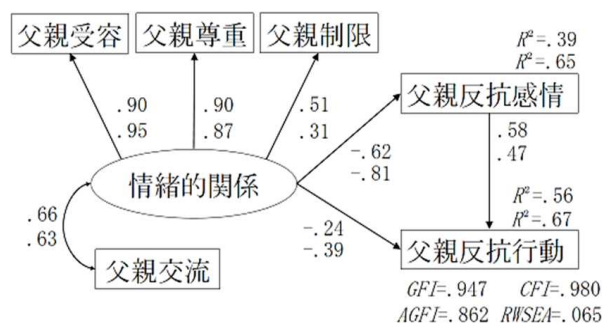 父親受容 父親尊重 父親制限
R²=.39
R²=.65
父親反抗感情
.90 .90 .51
.95 .87 .31
.58
.47
-.62
-.81
情緒的関係
R²=.56
R²=.67
.66
.63
-.24
-.39
父親反抗行動
父親交流
GFI=.947 CFI=.980
AGFI=.862 RWSEA=.065